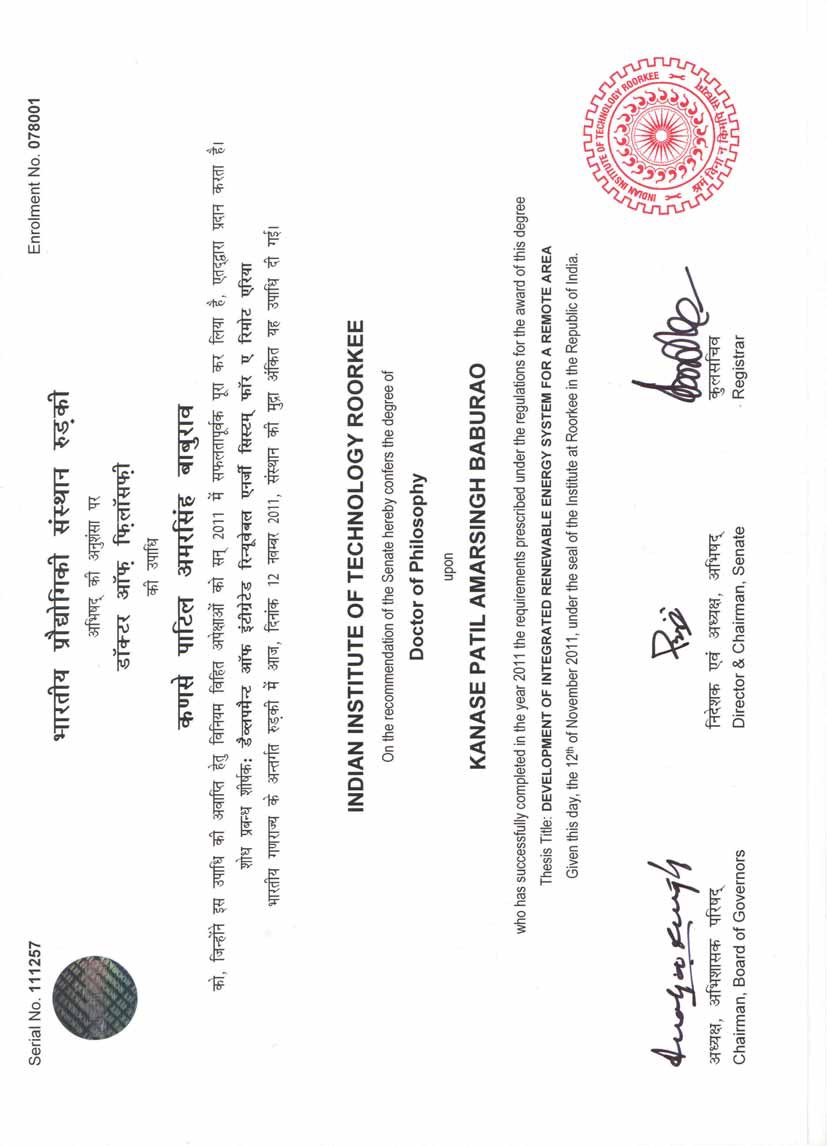 Serial No. 111257
Enrolment No. 078001
भारतीय प्रौद्योगिकी संस्थान रुड़की
अभिषद् की अनुशंसा पर
डॉक्टर ऑफ़ फ़िलॉसफ़ी
की उपाधि
कणसे पाटिल अमरसिंह बाबुराव
को, जिन्होंने इस उपाधि की अवाप्ति हेतु विनियम विहित अपेक्षाओं को सन् 2011 में सफलतापूर्वक पूरा कर लिया है, एतद्द्वारा प्रदान करता है।
शोध प्रबन्ध शीर्षक: डैव्लपमैन्ट ऑफ इंटीग्रेटेड रिन्यूवेबल एनर्जी सिस्टम् फॉर ए रिमोट एरिया
भारतीय गणराज्य के अन्तर्गत रुड़की में आज, दिनांक 12 नवम्बर 2011, संस्थान की मुद्रा अंकित यह उपाधि दी गई।
INDIAN INSTITUTE OF TECHNOLOGY ROORKEE
On the recommendation of the Senate hereby confers the degree of
Doctor of Philosophy
upon
KANASE PATIL AMARSINGH BABURAO
who has successfully completed in the year 2011 the requirements prescribed under the regulations for the award of this degree
Thesis Title: DEVELOPMENT OF INTEGRATED RENEWABLE ENERGY SYSTEM FOR A REMOTE AREA
Given this day, the 12th of November 2011, under the seal of the Institute at Roorkee in the Republic of India.
अध्यक्ष, अभिशासक परिषद्
Chairman, Board of Governors
निदेशक एवं अध्यक्ष, अभिषद्
Director & Chairman, Senate
कुलसचिव
Registrar
INDIAN INSTITUTE OF TECHNOLOGY ROORKEE
श्रमं विना न किमपि साध्यम्